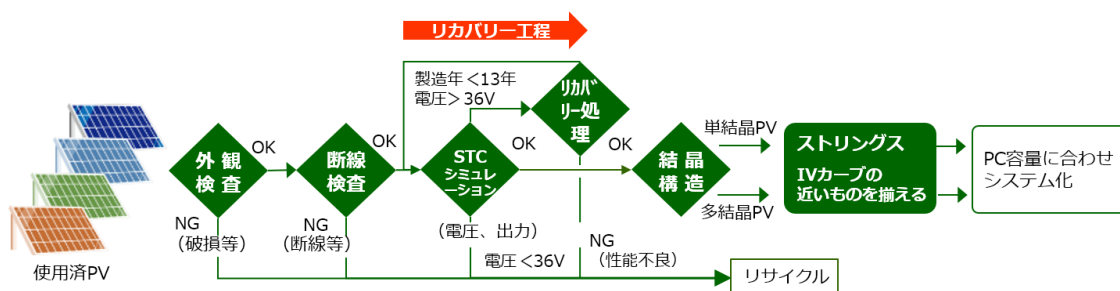 リカバリー工程
製造年<13年
電圧>36V
リカバ
リー処
理
OK
OK
OK
OK
外 観
検 査
断線
検査
STC
シミュレ
ーション
結 晶
構 造
単結晶PV
多結晶PV
ストリングス
IVカーブの
近いものを揃える
PC容量に合わせ
システム化
NG
(破損等)
NG
(断線等)
(電圧、出力)
電圧<36V
NG
(性能不良)
使用済PV
リサイクル